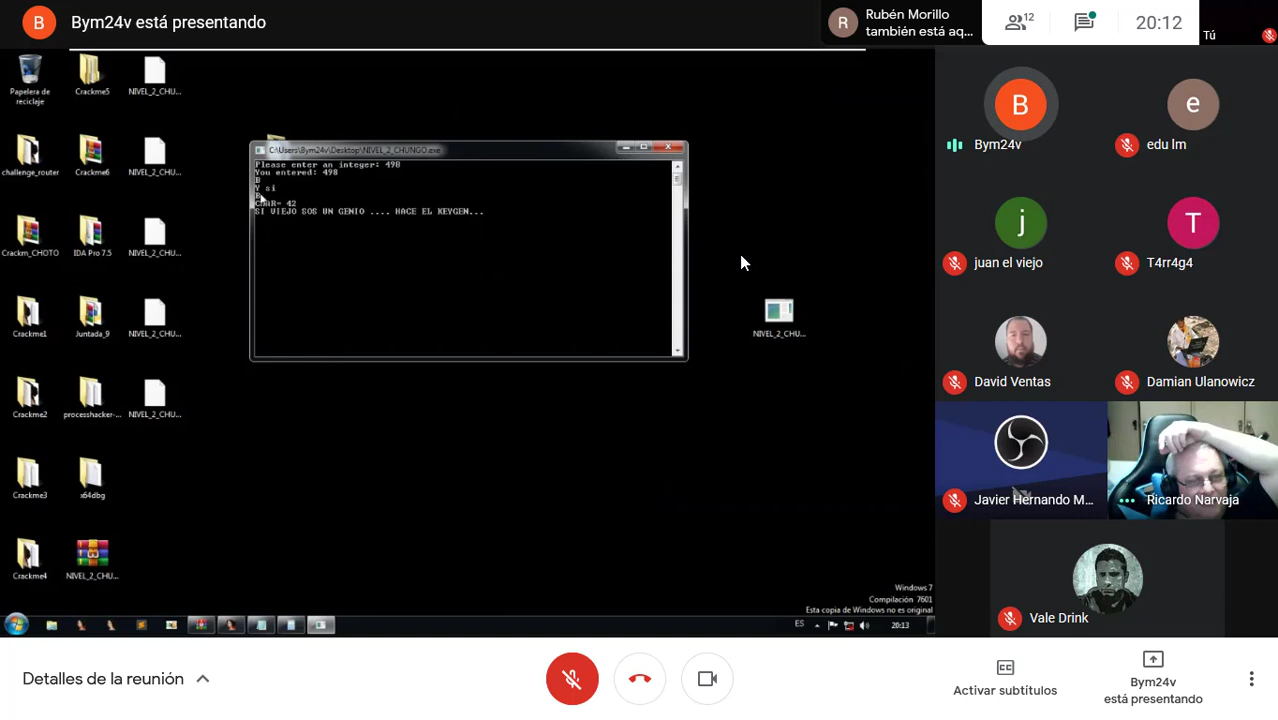 B
Bym24v está presentando
R
Rubén Morillo
también está aq...
12
20:12
Tú
Papelera de
reciclaje
Crackme5
NIVEL_2_CHU...
challenge_router
Crackme6
NIVEL_2_CHU...
Crackm_CHOTO
IDA Pro 7.5
NIVEL_2_CHU...
Crackme1
Juntada_9
NIVEL_2_CHU...
Crackme2
processhacker-...
NIVEL_2_CHU...
Crackme3
x64dbg
Crackme4
NIVEL_2_CHU...
C:\Users\Bym24v\Desktop\NIVEL_2_CHUNGO.exe
Please enter an integer: 498
You entered: 498
B
Y si
B
CHAR= 42
SI VIEJO SOS UN GENIO .... HACE EL KEYGEN...
NIVEL_2_CHU...
Windows 7
Compilación 7601
Esta copia de Windows no es original
ES
20:13
B
Bym24v
e
edu lm
j
juan el viejo
T
T4rr4g4
David Ventas
Damian Ulanowicz
Javier Hernando M...
Ricardo Narvaja
Vale Drink
Detalles de la reunión
Activar subtítulos
Bym24v
está presentando